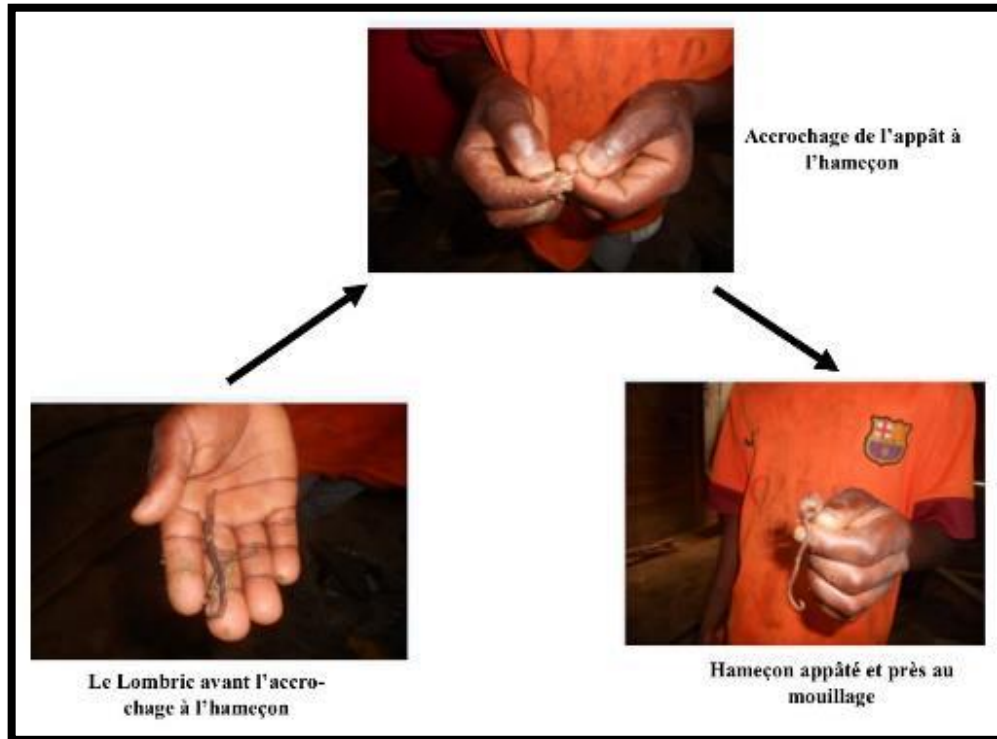 Accrochage de l'appât à
l'hameçon
Le Lombric avant l'accro-
chage à l'hameçon
Hameçon appâté et près au
mouillage